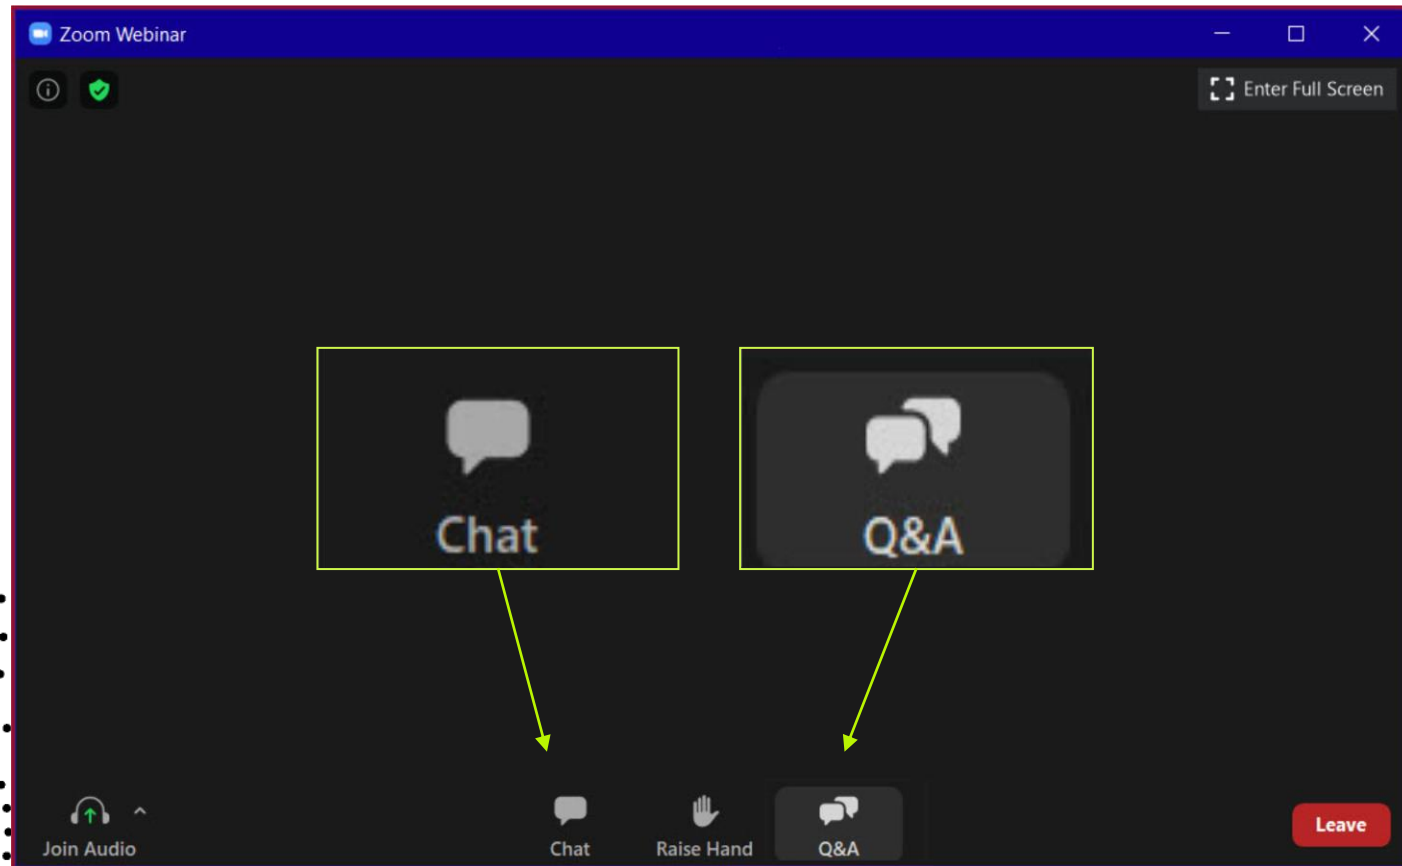 Zoom Webinar
Enter Full Screen
Chat
Q&A
Join Audio
Chat
Raise Hand
Q&A
Leave